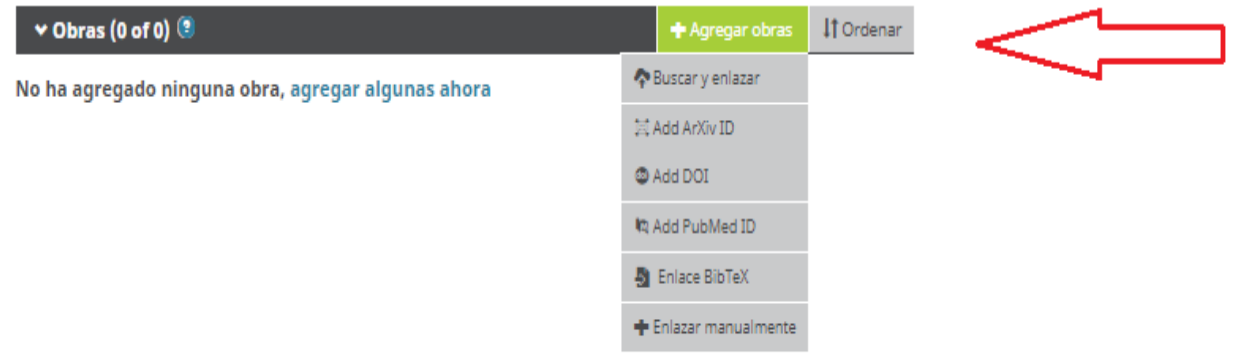 Obras (0 of 0) ?
Agregar obras
Ordenar
No ha agregado ninguna obra, agregar algunas ahora
Buscar y enlazar
Add ArXiv ID
Add DOI
Add PubMed ID
Enlace BibTeX
Enlazar manualmente